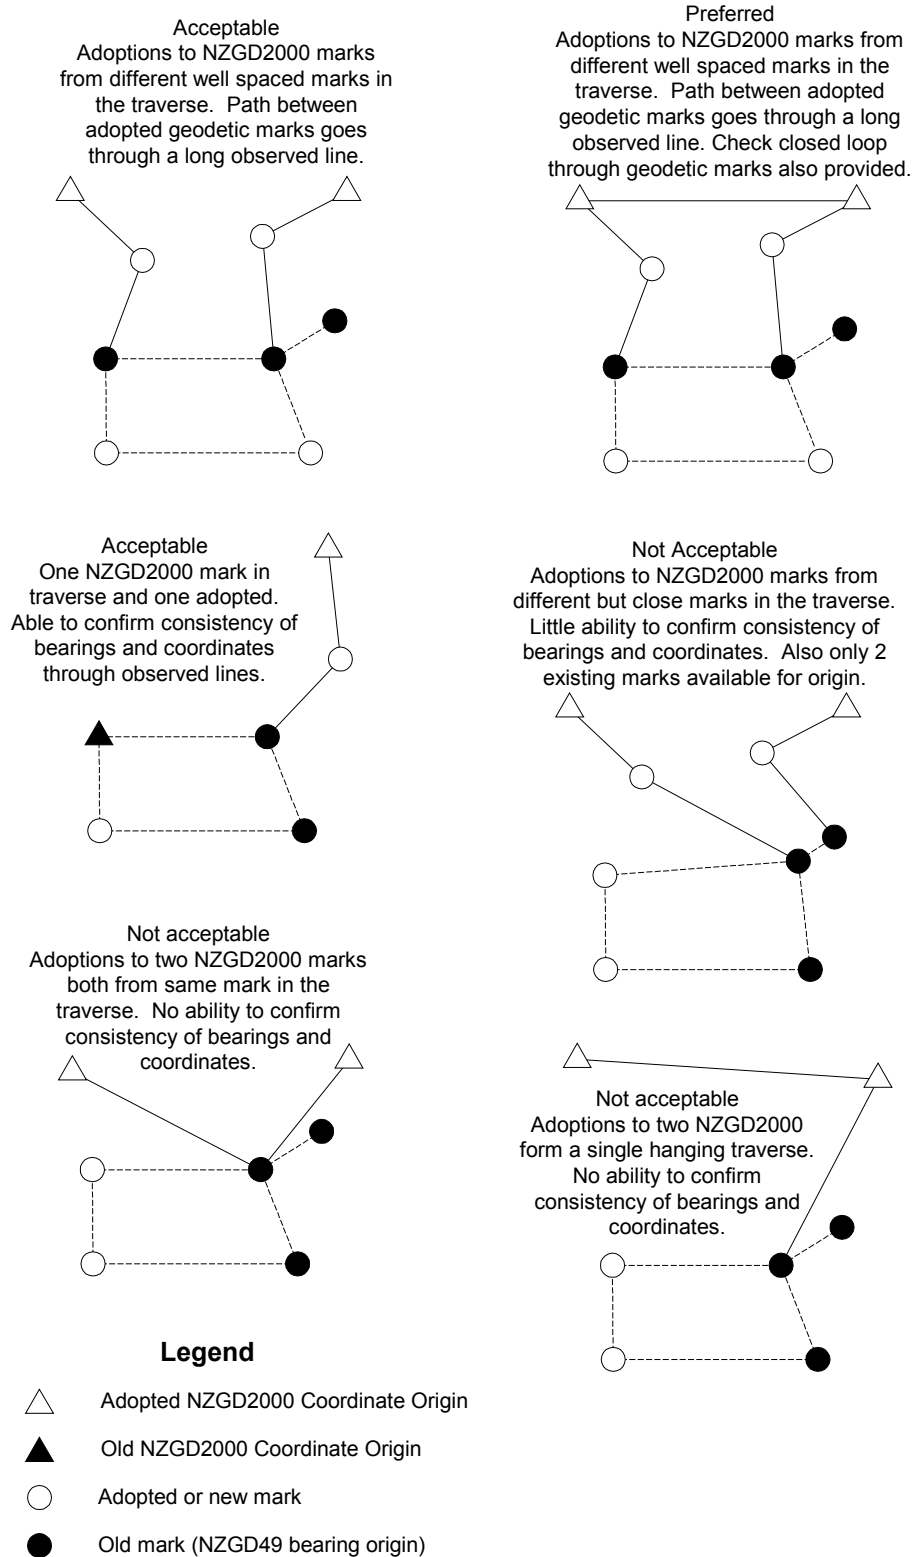 Acceptable
Adoptions to NZGD2000 marks
from different well spaced marks in
the traverse. Path between
adopted geodetic marks goes
through a long observed line.
Preferred
Adoptions to NZGD2000 marks from
different well spaced marks in the
traverse. Path between adopted
geodetic marks goes through a long
observed line. Check closed loop
through geodetic marks also provided.
Acceptable
One NZGD2000 mark in
traverse and one adopted.
Able to confirm consistency of
bearings and coordinates
through observed lines.
Not Acceptable
Adoptions to NZGD2000 marks from
different but close marks in the traverse.
Little ability to confirm consistency of
bearings and coordinates. Also only 2
existing marks available for origin.
Not acceptable
Adoptions to two NZGD2000 marks
both from same mark in the
traverse. No ability to confirm
consistency of bearings and
coordinates.
Not acceptable
Adoptions to two NZGD2000
form a single hanging traverse.
No ability to confirm
consistency of bearings and
coordinates.
Legend
Adopted NZGD2000 Coordinate Origin
Old NZGD2000 Coordinate Origin
Adopted or new mark
Old mark (NZGD49 bearing origin)